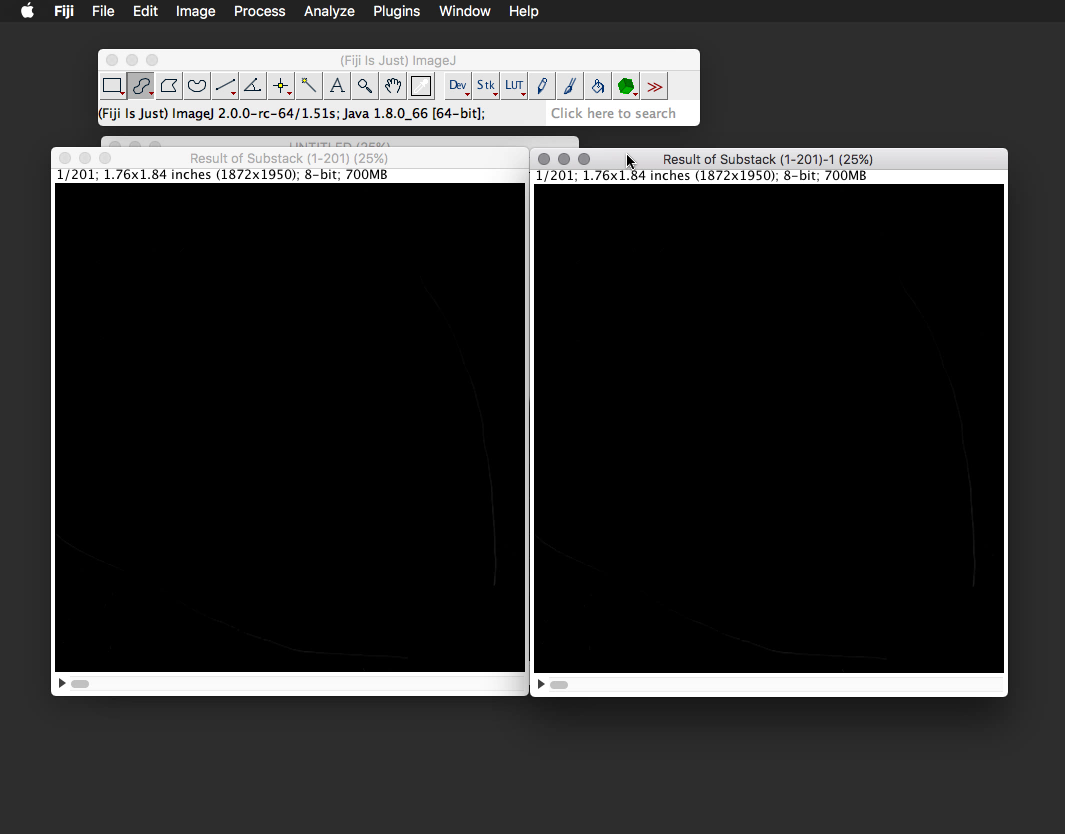 Fiji File Edit Image Process Analyze Plugins Window Help
(Fiji Is Just) ImageJ
Dev Stk LUT
(Fiji Is Just) ImageJ 2.0.0-rc-64/1.51s; Java 1.8.0_66 [64-bit]; Click here to search
UNTITLED (25%)
Result of Substack (1-201) (25%)
1/201; 1.76x1.84 inches (1872x1950); 8-bit; 700MB
Result of Substack (1-201)-1 (25%)
1/201; 1.76x1.84 inches (1872x1950); 8-bit; 700MB